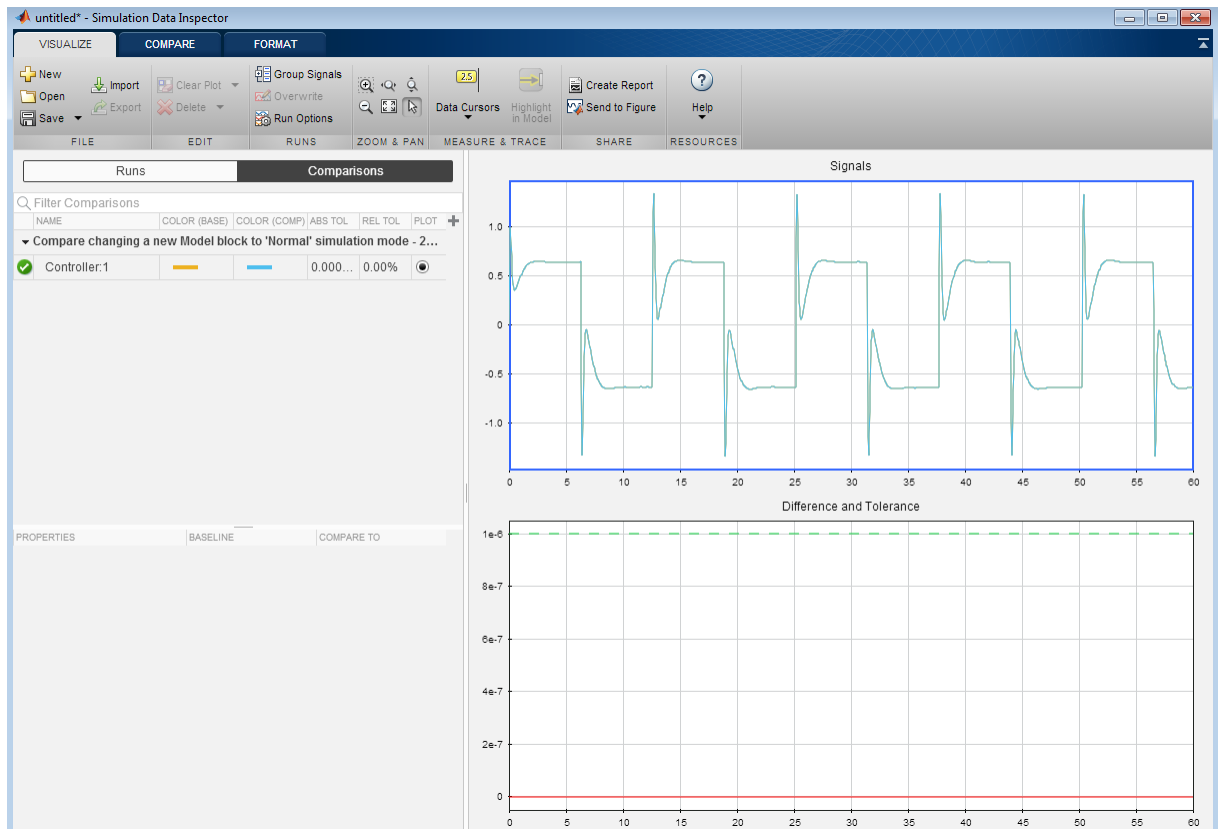 untitled* - Simulation Data Inspector
VISUALIZE COMPARE FORMAT
New
Open
Save
Import
Export
FILE
Clear Plot
Delete
EDIT
Group Signals
Overwrite
Run Options
RUNS
ZOOM & PAN
2.5
Data Cursors
Highlight
in Model
MEASURE & TRACE
Create Report
Send to Figure
SHARE
?
Help
RESOURCES
Runs Comparisons
Filter Comparisons
NAME COLOR (BASE) COLOR (COMP) ABS TOL REL TOL PLOT
Compare changing a new Model block to 'Normal' simulation mode - 2...
Controller:1 0.000... 0.00%
PROPERTIES BASELINE COMPARE TO
Signals
1.0
0.5
0
-0.5
-1.0
0 5 10 15 20 25 30 35 40 45 50 55 60
Difference and Tolerance
1e-6
8e-7
6e-7
4e-7
2e-7
0
0 5 10 15 20 25 30 35 40 45 50 55 60